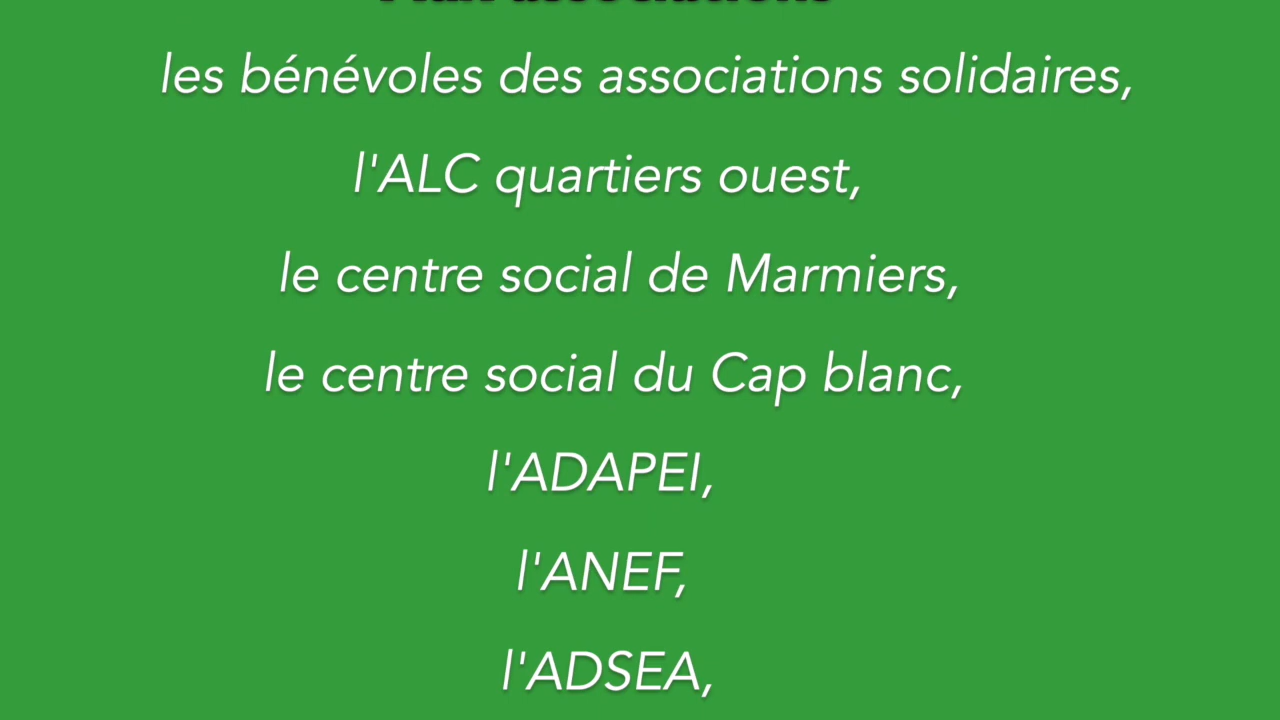 associations
les bénévoles des associations solidaires,
l'ALC quartiers ouest,
le centre social de Marmiers,
le centre social du Cap blanc,
l'ADAPEI,
l'ANEF,
l'ADSEA,